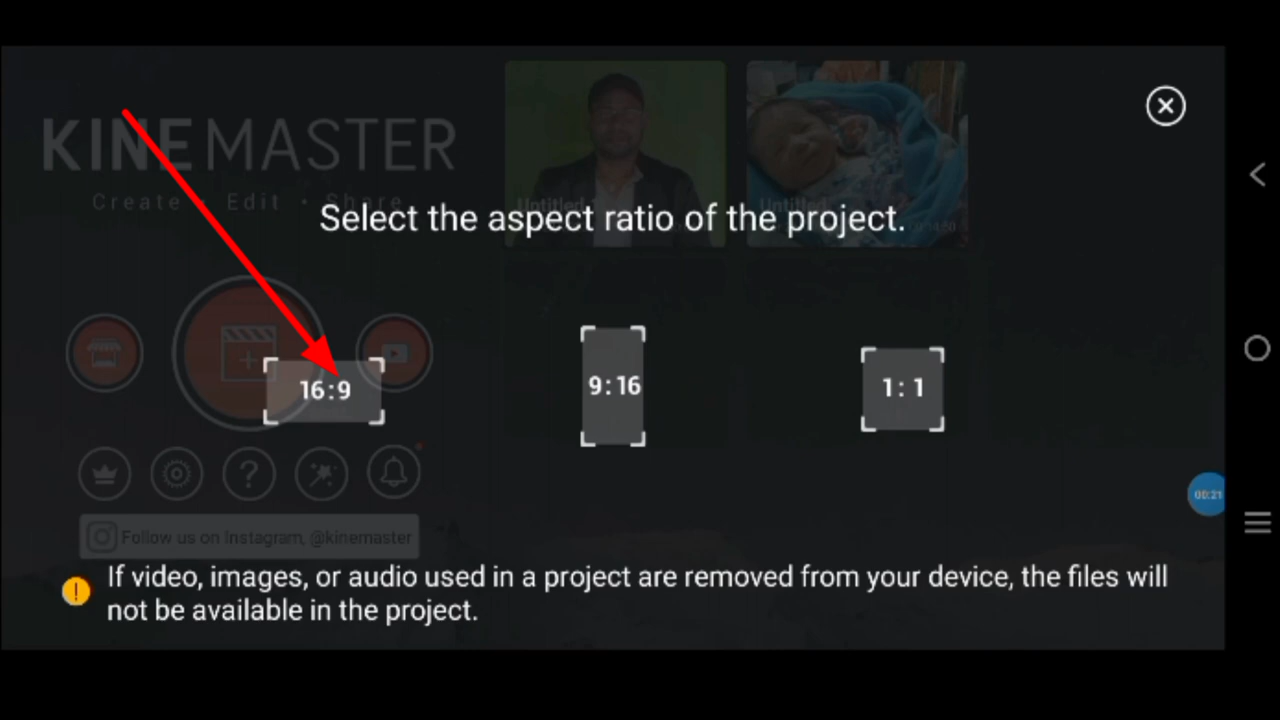 KINEMASTER
Create • Edit • Share
Untitled
Untitled
Select the aspect ratio of the project.
16:9
9:16
1:1
00:21
Follow us on Instagram, @kinemaster
If video, images, or audio used in a project are removed from your device, the files will
not be available in the project.